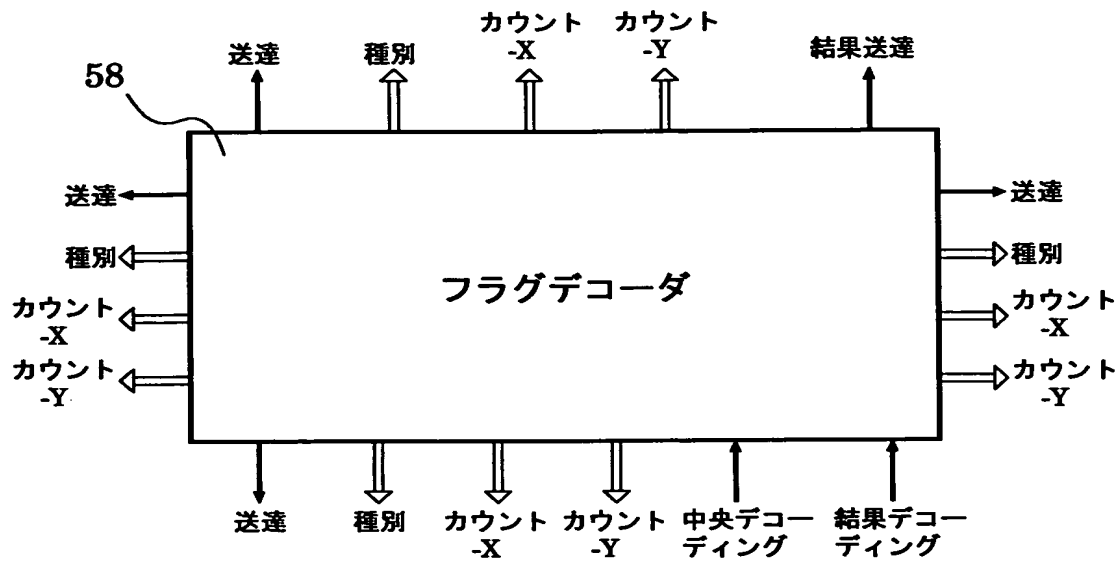 送達
種別
カウント
-X
カウント
-Y
結果送達
58
送達
種別
カウント
-X
カウント
-Y
フラグデコーダ
送達
種別
カウント
-X
カウント
-Y
送達
種別
カウント
-X
カウント
-Y
中央デコー
ディング
結果デコー
ディング